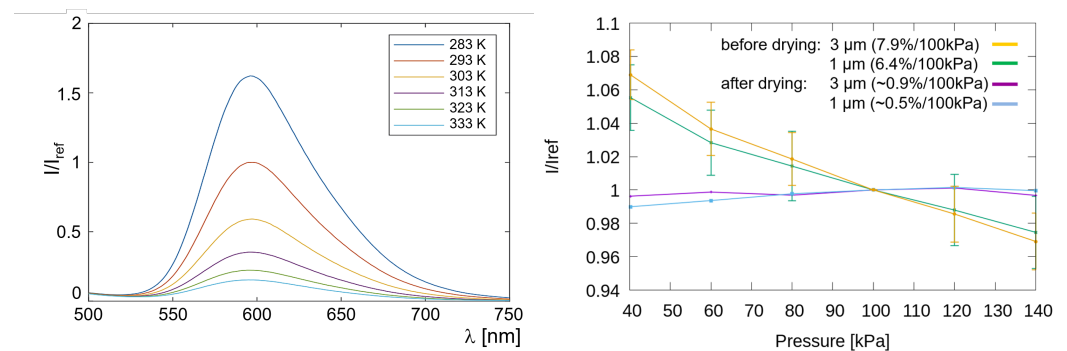 2
1.5
1
0.5
0
I/Iref
283 K
293 K
303 K
313 K
323 K
333 K
500 550 600 650 700 750
λ [nm]
1.1
1.08
1.06
1.04
1.02
1
0.98
0.96
0.94
I/Iref
before drying: 3 μm (7.9%/100kPa)
1 μm (6.4%/100kPa)
after drying: 3 μm (~0.9%/100kPa)
1 μm (~0.5%/100kPa)
40 50 60 70 80 90 100 110 120 130 140
Pressure [kPa]